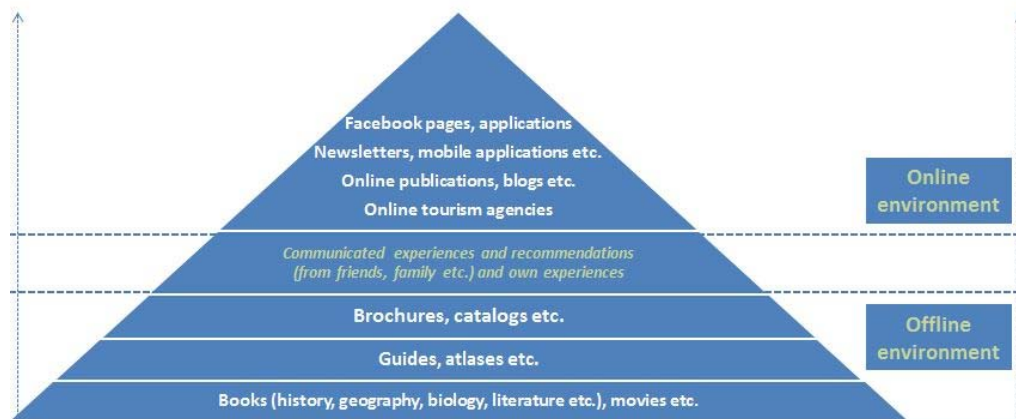 Facebook pages, applications
Newsletters, mobile applications etc.
Online publications, blogs etc.
Online tourism agencies
Online
environment
Communicated experiences and recommendations
(from friends, family etc.) and own experiences
Brochures, catalogs etc.
Offline
environment
Guides, atlases etc.
Books (history, geography, biology, literature etc.), movies etc.